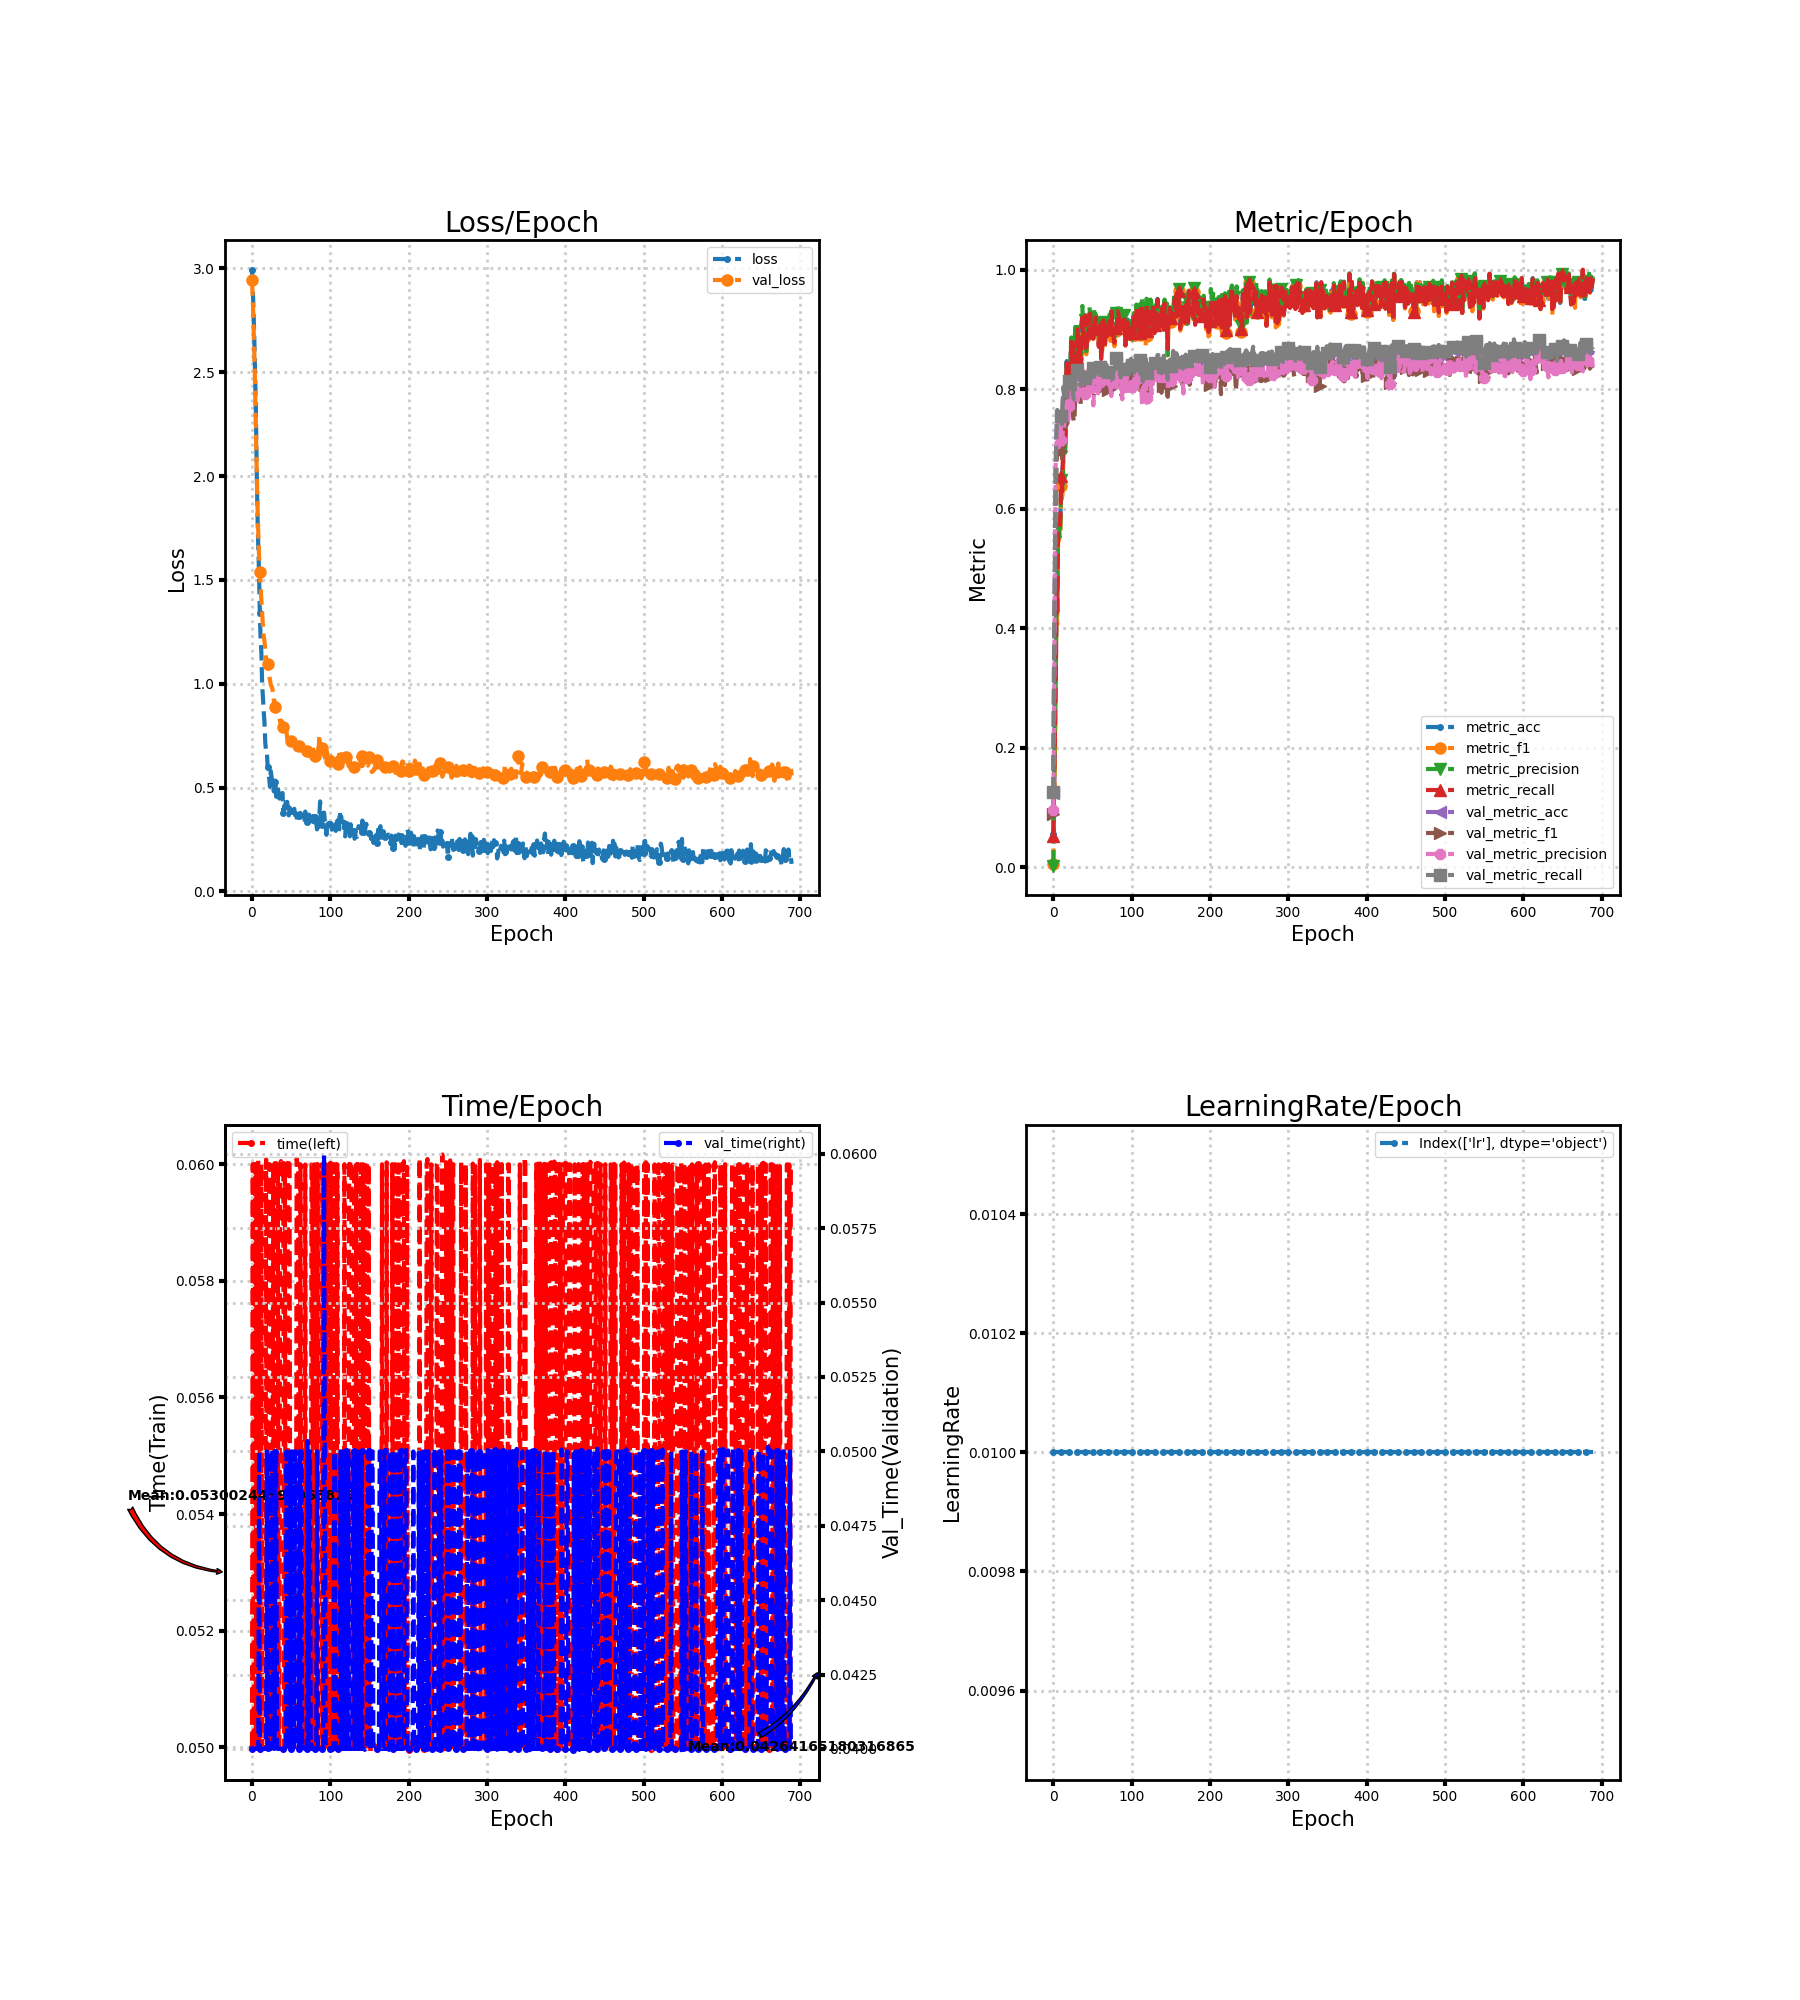 Loss/Epoch
3.0
2.5
2.0
1.5
1.0
0.5
0.0
Loss
0 100 200 300 400 500 600 700
Epoch
loss
val_loss
Metric/Epoch
1.0
0.8
0.6
0.4
0.2
0.0
Metric
0 100 200 300 400 500 600 700
Epoch
metric_acc
metric_f1
metric_precision
metric_recall
val_metric_acc
val_metric_f1
val_metric_precision
val_metric_recall
Time/Epoch
time(left)
val_time(right)
0.060
0.058
0.056
0.054
0.052
0.050
Time(Train)
0.0600
0.0575
0.0550
0.0525
0.0500
0.0475
0.0450
0.0425
0.0400
Val_Time(Validation)
Mean:0.04264165180316865
0 100 200 300 400 500 600 700
Epoch
LearningRate/Epoch
Index(['lr'], dtype='object')
0.0104
0.0102
0.0100
0.0098
0.0096
LearningRate
0 100 200 300 400 500 600 700
Epoch